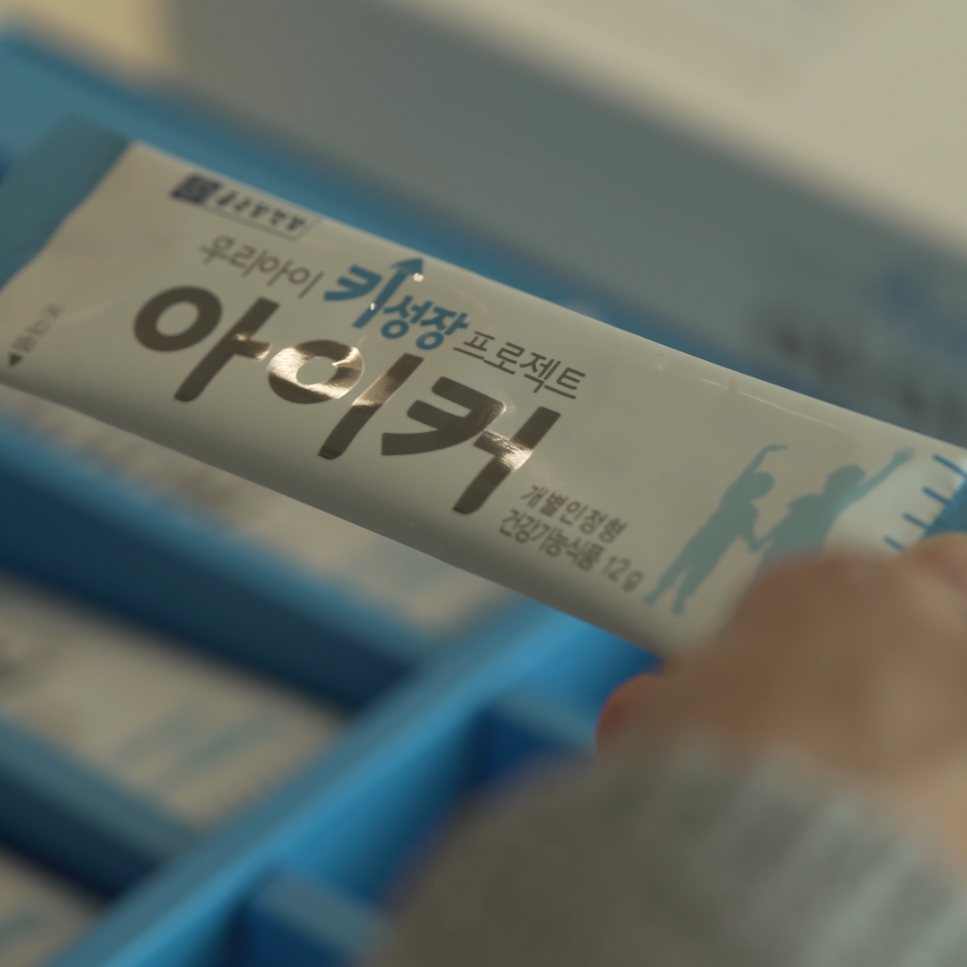 우리아이 키성장 프로젝트
아이커
개별인정형
건강기능식품 12g